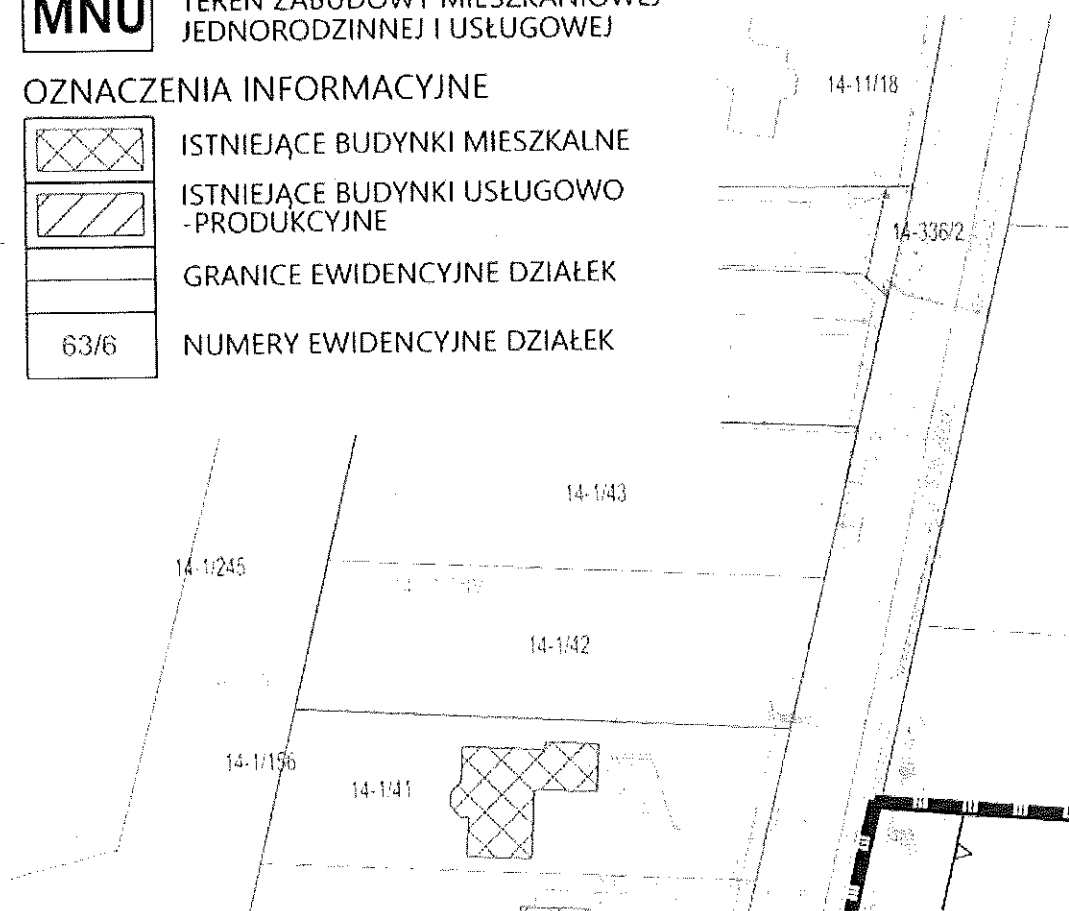 MNU
TEREN ZABUDOWY MIESZKANIOWEJ
JEDNORODZINNEJ I USŁUGOWEJ
OZNACZENIA INFORMACYJNE
ISTNIEJĄCE BUDYNKI MIESZKALNE
ISTNIEJĄCE BUDYNKI USŁUGOWO
-PRODUKCYJNE
GRANICE EWIDENCYJNE DZIAŁEK
63/6
NUMERY EWIDENCYJNE DZIAŁEK
14-11/18
14-336/2
14-1/43
14-1/245
14-1/42
14-1/156
14-1/41